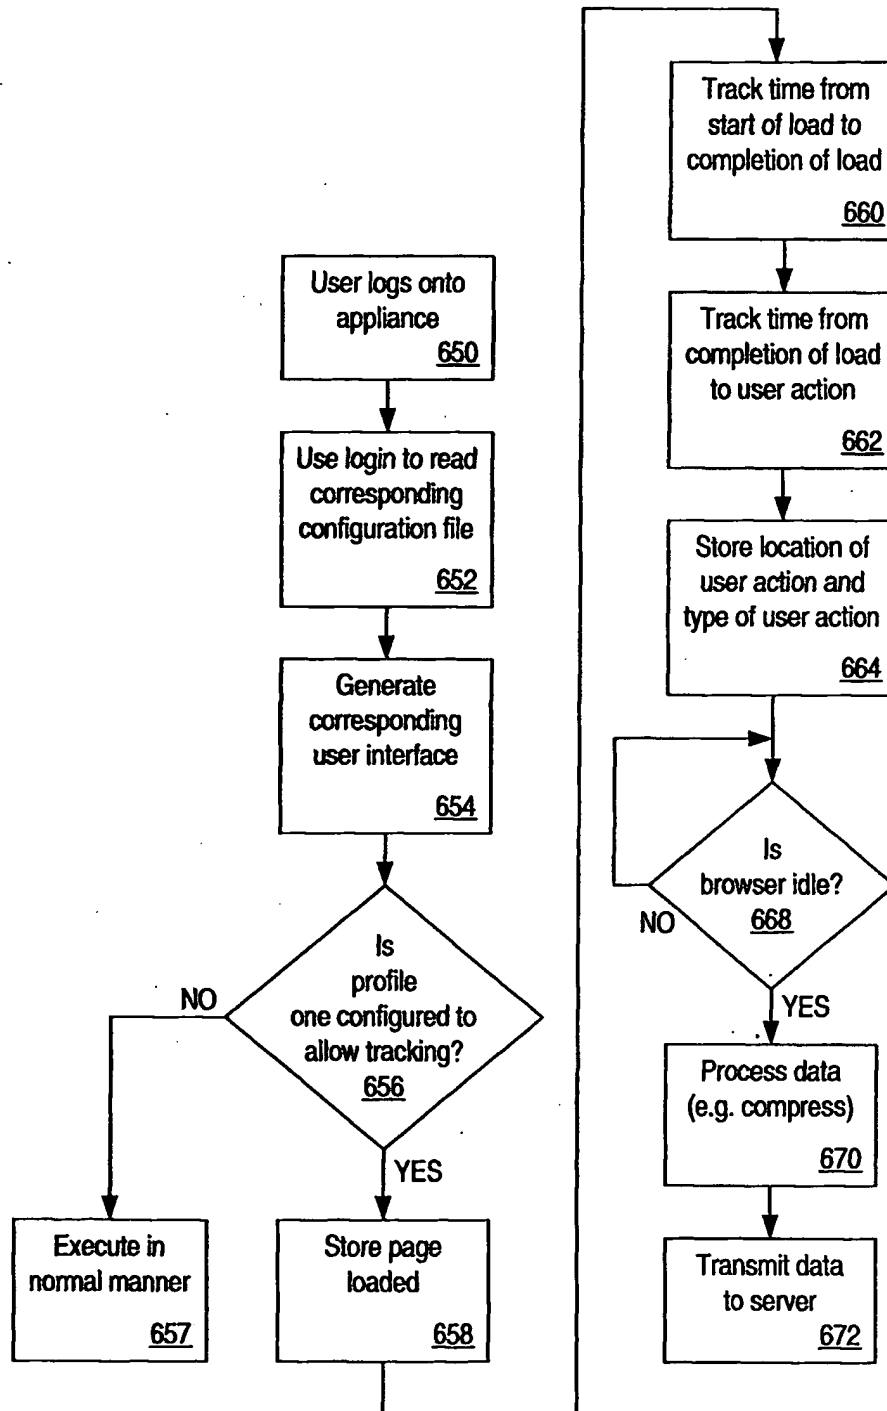 User logs onto
appliance
650
Use login to read
corresponding
configuration file
652
Generate
corresponding
user interface
654
Is
profile
one configured to
allow tracking?
656
NO
YES
Execute in
normal manner
657
Store page
loaded
658
Track time from
start of load to
completion of load
660
Track time from
completion of load
to user action
662
Store location of
user action and
type of user action
664
Is
browser idle?
668
NO
YES
Process data
(e.g. compress)
670
Transmit data
to server
672